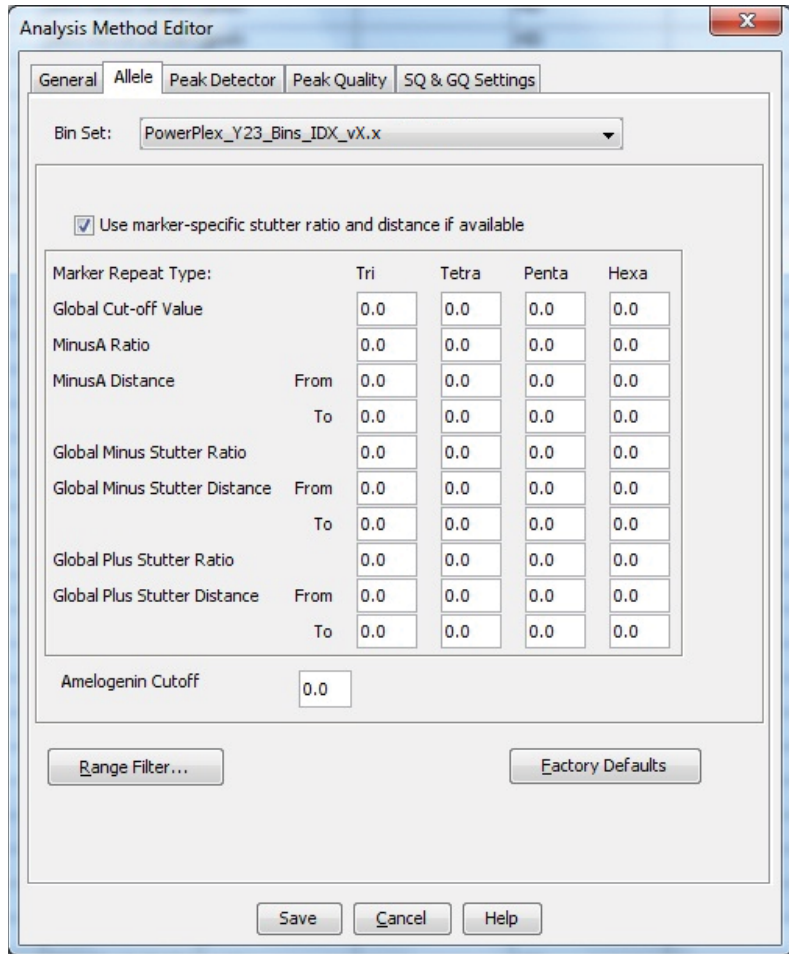 Analysis Method Editor
X
General Allele Peak Detector Peak Quality SQ & GQ Settings
Bin Set: PowerPlex_Y23_Bins_IDX_vX.x
Use marker-specific stutter ratio and distance if available
Marker Repeat Type: Tri Tetra Penta Hexa
Global Cut-off Value 0.0 0.0 0.0 0.0
MinusA Ratio 0.0 0.0 0.0 0.0
MinusA Distance From 0.0 0.0 0.0 0.0
To 0.0 0.0 0.0 0.0
Global Minus Stutter Ratio 0.0 0.0 0.0 0.0
Global Minus Stutter Distance From 0.0 0.0 0.0 0.0
To 0.0 0.0 0.0 0.0
Global Plus Stutter Ratio 0.0 0.0 0.0 0.0
Global Plus Stutter Distance From 0.0 0.0 0.0 0.0
To 0.0 0.0 0.0 0.0
Amelogenin Cutoff 0.0
Range Filter... Factory Defaults
Save Cancel Help